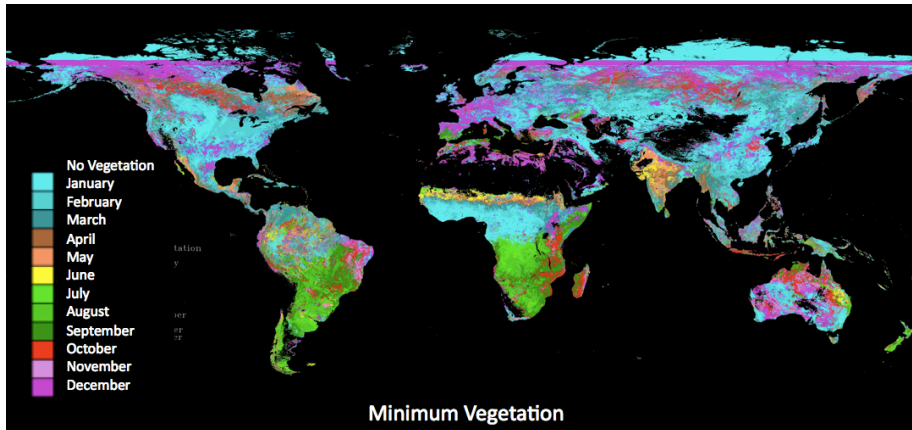 No Vegetation
January
February
March
April
May
June
July
August
September
October
November
December
Minimum Vegetation